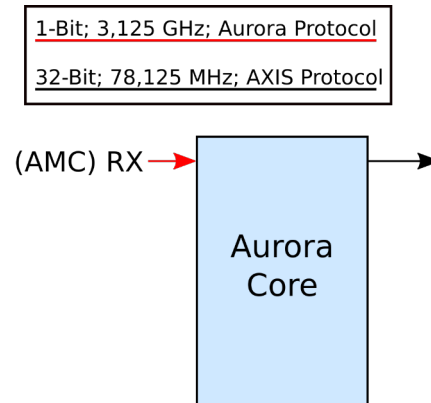 1-Bit; 3,125 GHz; Aurora Protocol
32-Bit; 78,125 MHz; AXIS Protocol
(AMC) RX
Aurora
Core